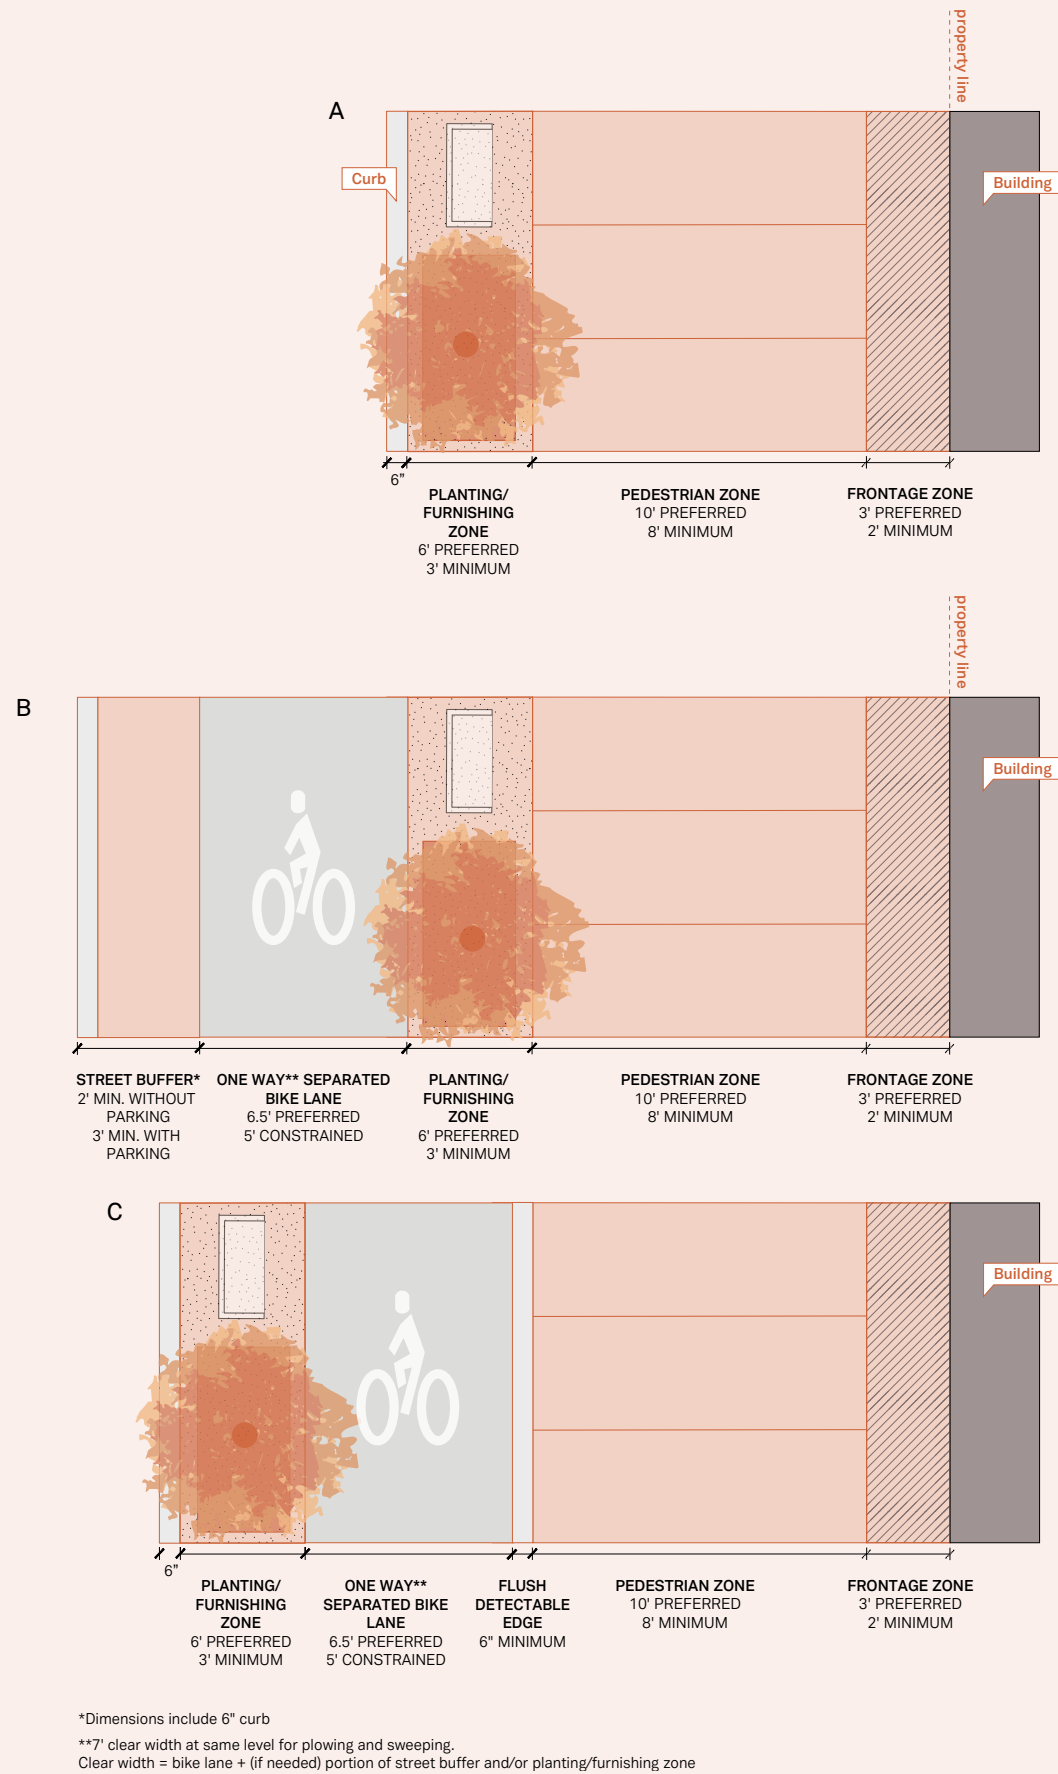 property line
A
Curb
Building
6"
PLANTING/
FURNISHING
ZONE
6' PREFERRED
3' MINIMUM
PEDESTRIAN ZONE
10' PREFERRED
8' MINIMUM
FRONTAGE ZONE
3' PREFERRED
2' MINIMUM
property line
B
Building
STREET BUFFER*
2' MIN. WITHOUT
PARKING
3' MIN. WITH
PARKING
ONE WAY** SEPARATED
BIKE LANE
6.5' PREFERRED
5' CONSTRAINED
PLANTING/
FURNISHING
ZONE
6' PREFERRED
3' MINIMUM
PEDESTRIAN ZONE
10' PREFERRED
8' MINIMUM
FRONTAGE ZONE
3' PREFERRED
2' MINIMUM
C
Building
6"
PLANTING/
FURNISHING
ZONE
6' PREFERRED
3' MINIMUM
ONE WAY**
SEPARATED BIKE
LANE
6.5' PREFERRED
5' CONSTRAINED
FLUSH
DETECTABLE
EDGE
6" MINIMUM
PEDESTRIAN ZONE
10' PREFERRED
8' MINIMUM
FRONTAGE ZONE
3' PREFERRED
2' MINIMUM
*Dimensions include 6" curb
**7' clear width at same level for plowing and sweeping.
Clear width = bike lane + (if needed) portion of street buffer and/or planting/furnishing zone